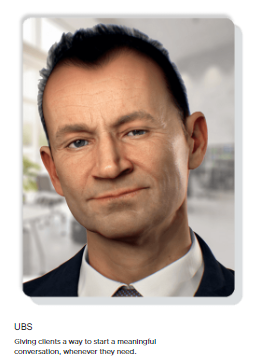 UBS
Giving clients a way to start a meaningful
conversation, whenever they need.